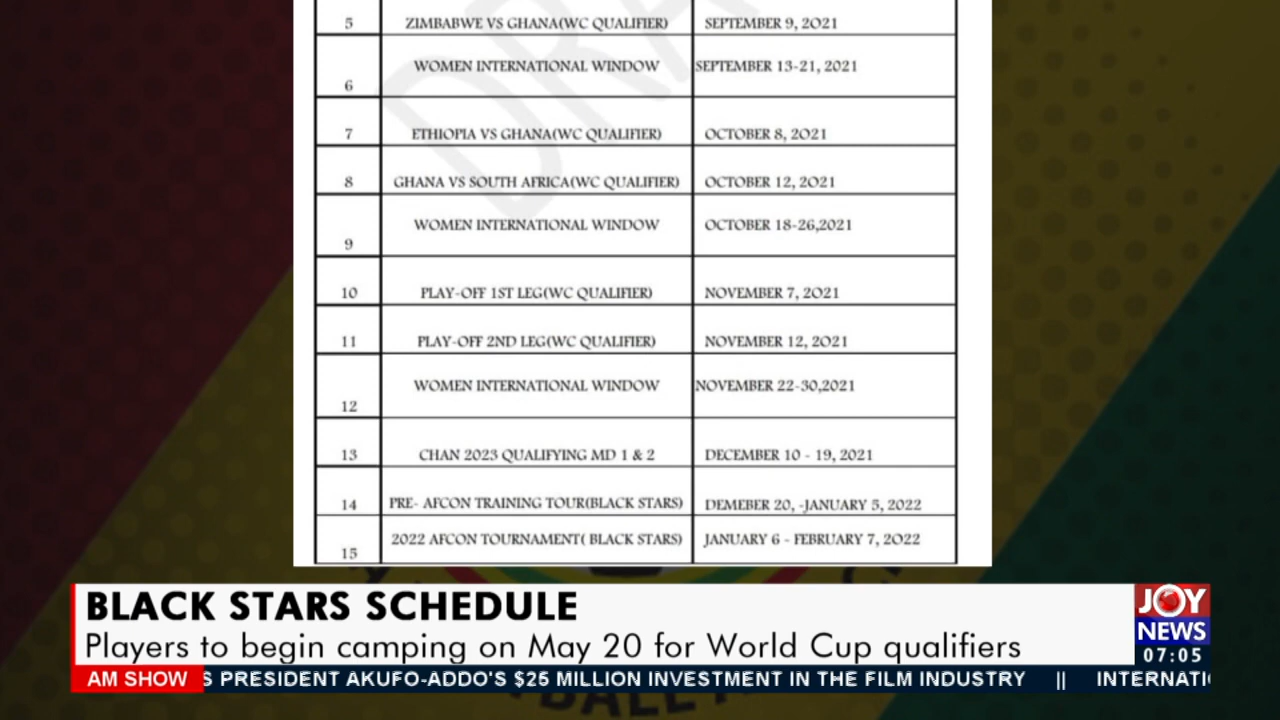 5 ZIMBABWE VS GHANA(WC QUALIFIER) SEPTEMBER 9, 2021
6 WOMEN INTERNATIONAL WINDOW SEPTEMBER 13-21, 2021
7 ETHIOPIA VS GHANA(WC QUALIFIER) OCTOBER 8, 2021
8 GHANA VS SOUTH AFRICA(WC QUALIFIER) OCTOBER 12, 2021
9 WOMEN INTERNATIONAL WINDOW OCTOBER 18-26,2021
10 PLAY-OFF 1ST LEG(WC QUALIFIER) NOVEMBER 7, 2021
11 PLAY-OFF 2ND LEG(WC QUALIFIER) NOVEMBER 12, 2021
12 WOMEN INTERNATIONAL WINDOW NOVEMBER 22-30,2021
13 CHAN 2023 QUALIFYING MD 1 & 2 DECEMBER 10 - 19, 2021
14 PRE- AFCON TRAINING TOUR(BLACK STARS) DEMEBER 20, -JANUARY 5, 2022
15 2022 AFCON TOURNAMENT( BLACK STARS) JANUARY 6 - FEBRUARY 7, 2022
BLACK STARS SCHEDULE
Players to begin camping on May 20 for World Cup qualifiers
JOY
NEWS
07:05
AM SHOW S PRESIDENT AKUFO-ADDO'S $25 MILLION INVESTMENT IN THE FILM INDUSTRY || INTERNATI